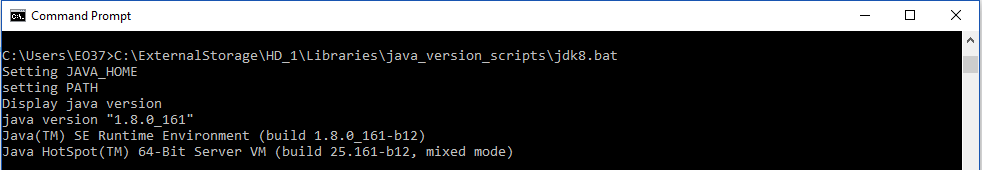 Command Prompt
C:\Users\EO37>C:\ExternalStorage\HD_1\Libraries\java_version_scripts\jdk8.bat
Setting JAVA_HOME
setting PATH
Display java version
java version "1.8.0_161"
Java(TM) SE Runtime Environment (build 1.8.0_161-b12)
Java HotSpot(TM) 64-Bit Server VM (build 25.161-b12, mixed mode)